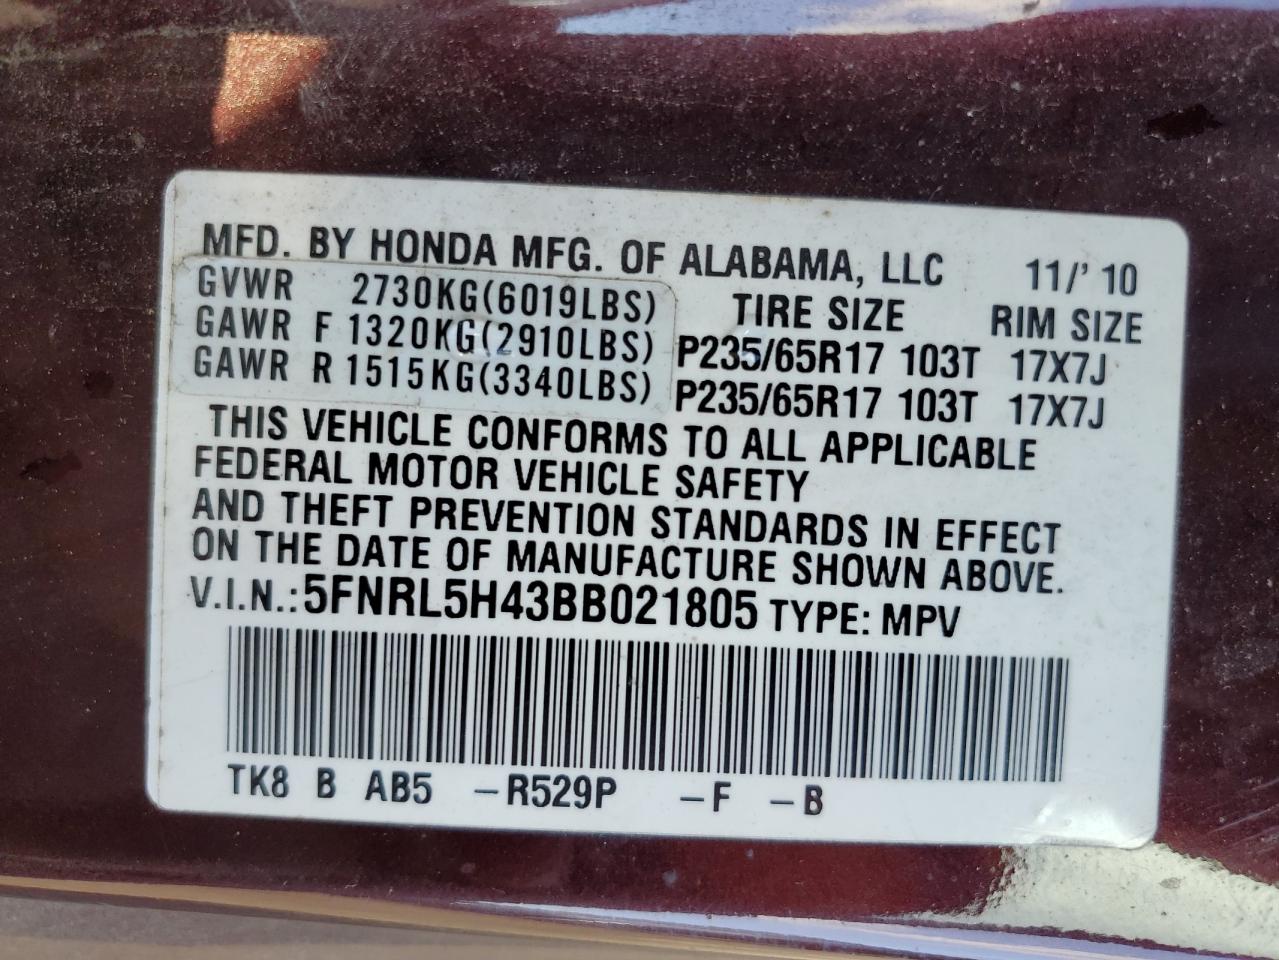 MFD. BY HONDA MFG. OF ALABAMA, LLC 11/' 10
GVWR 2730KG(6019LBS) TIRE SIZE RIM SIZE
GAWR F 1320KG(2910LBS) P235/65R17 103T 17X7J
GAWR R 1515KG(3340LBS) P235/65R17 103T 17X7J
THIS VEHICLE CONFORMS TO ALL APPLICABLE
FEDERAL MOTOR VEHICLE SAFETY
AND THEFT PREVENTION STANDARDS IN EFFECT
ON THE DATE OF MANUFACTURE SHOWN ABOVE.
V.I.N.: 5FNRL5H43BB021805 TYPE: MPV
TK8 B AB5 –R529P –F –B